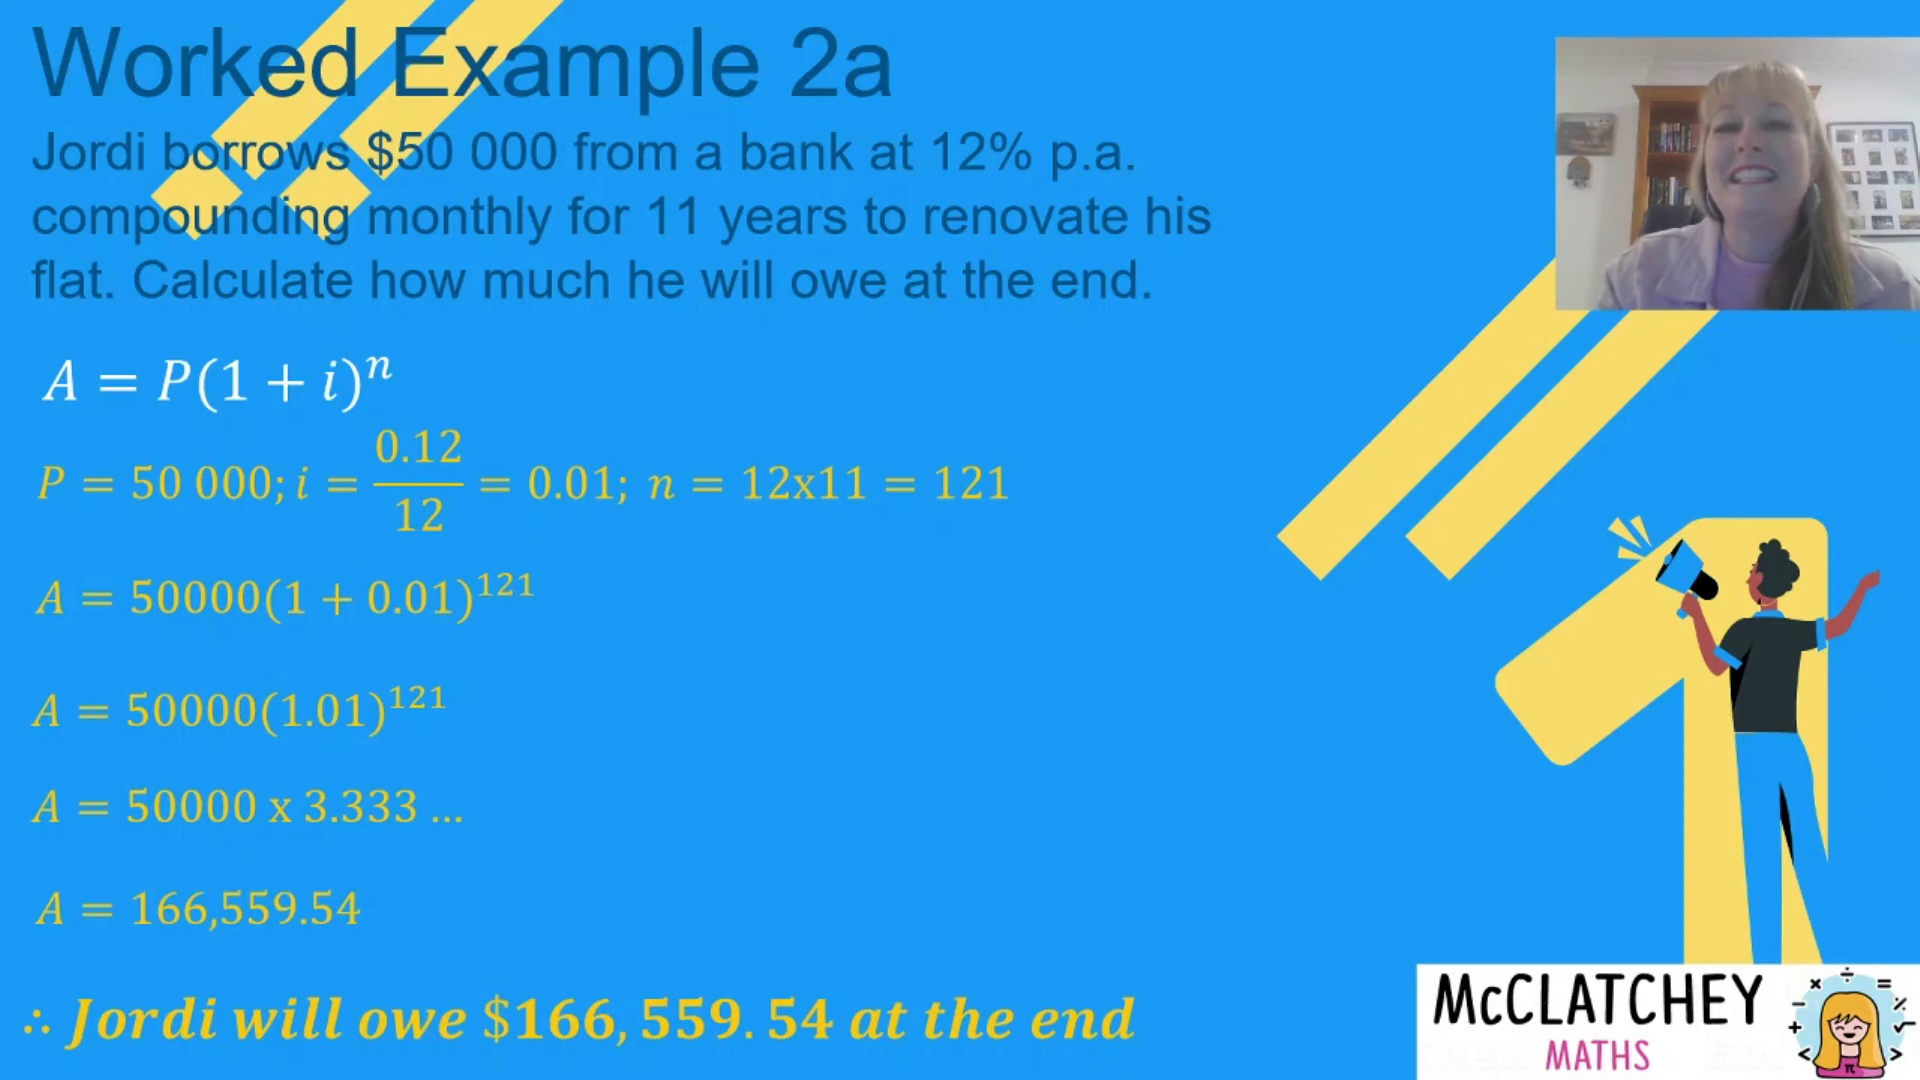 Worked Example 2a
Jordi borrows $50 000 from a bank at 12% p.a.
compounding monthly for 11 years to renovate his
flat. Calculate how much he will owe at the end.
A = P(1 + i)ⁿ
P = 50 000; i = 0.12/12 = 0.01; n = 12x11 = 121
A = 50000(1 + 0.01)¹²¹
A = 50000(1.01)¹²¹
A = 50000 x 3.333 ...
A = 166,559.54
∴ Jordi will owe $166,559.54 at the end
McCLATCHEY
MATHS